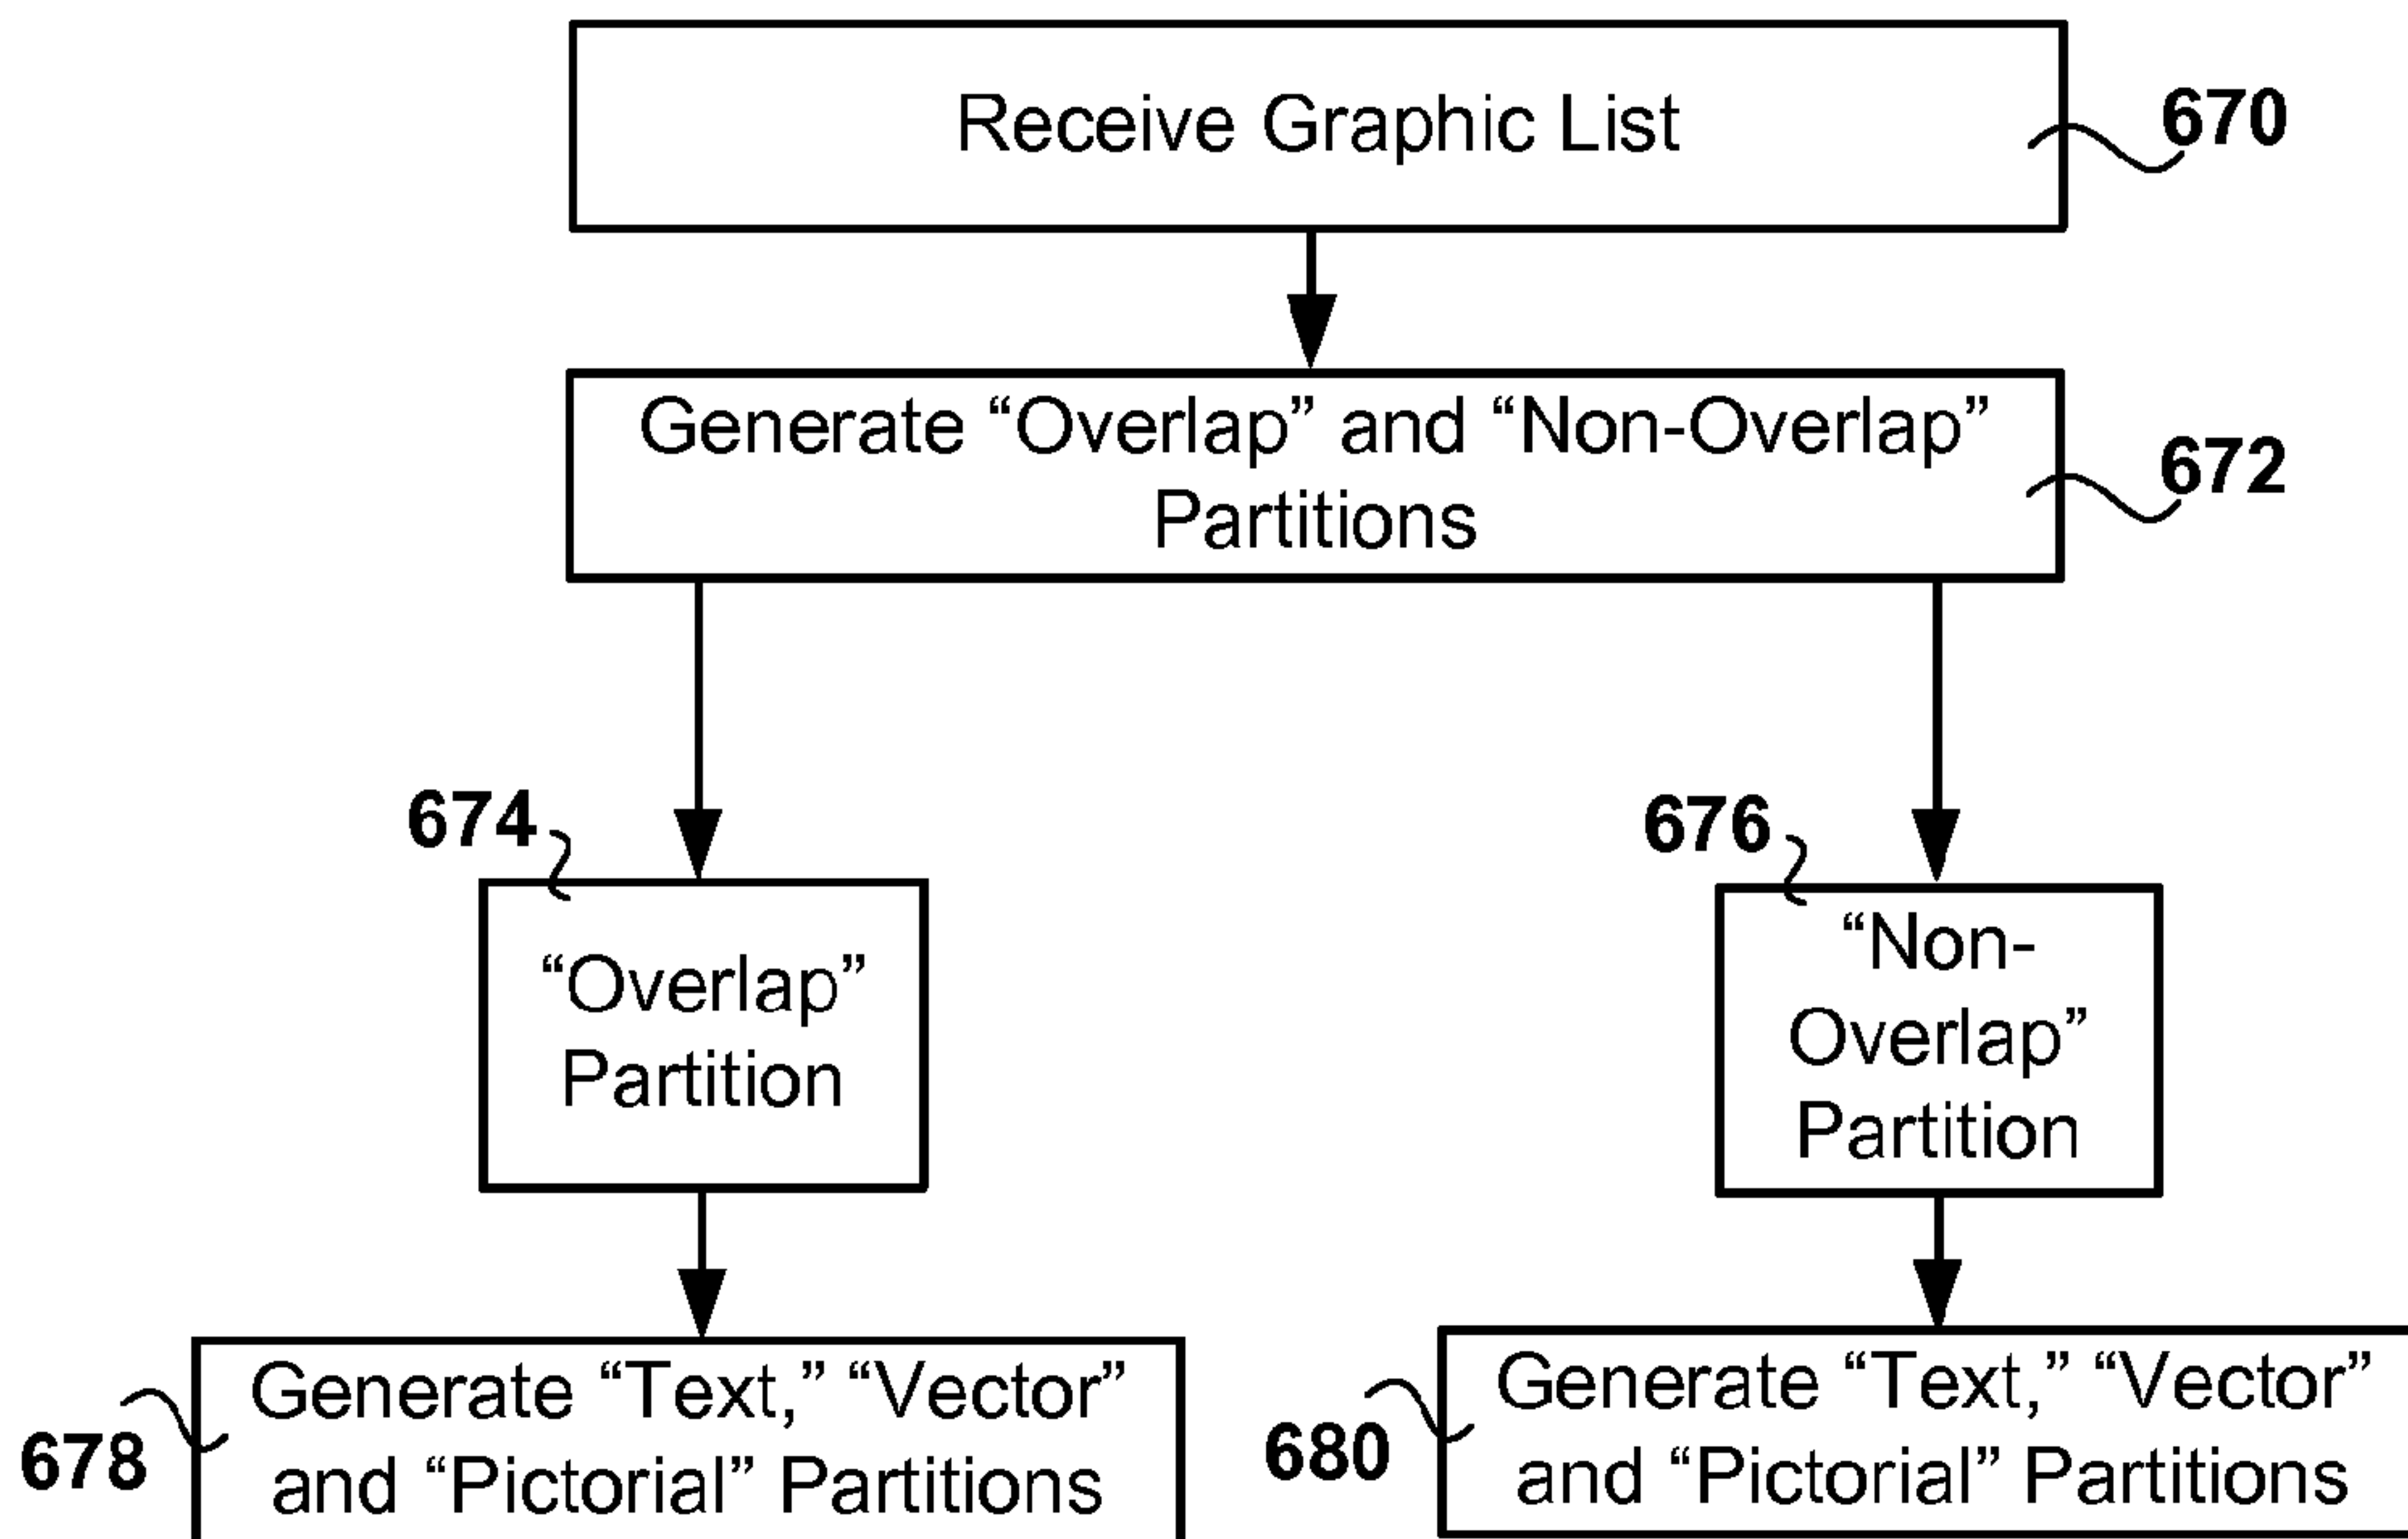 Receive Graphic List
670
Generate “Overlap” and “Non-Overlap”
Partitions
672
674
“Overlap”
Partition
676
“Non-
Overlap”
Partition
678
Generate “Text,” “Vector”
and “Pictorial” Partitions
680
Generate “Text,” “Vector”
and “Pictorial” Partitions